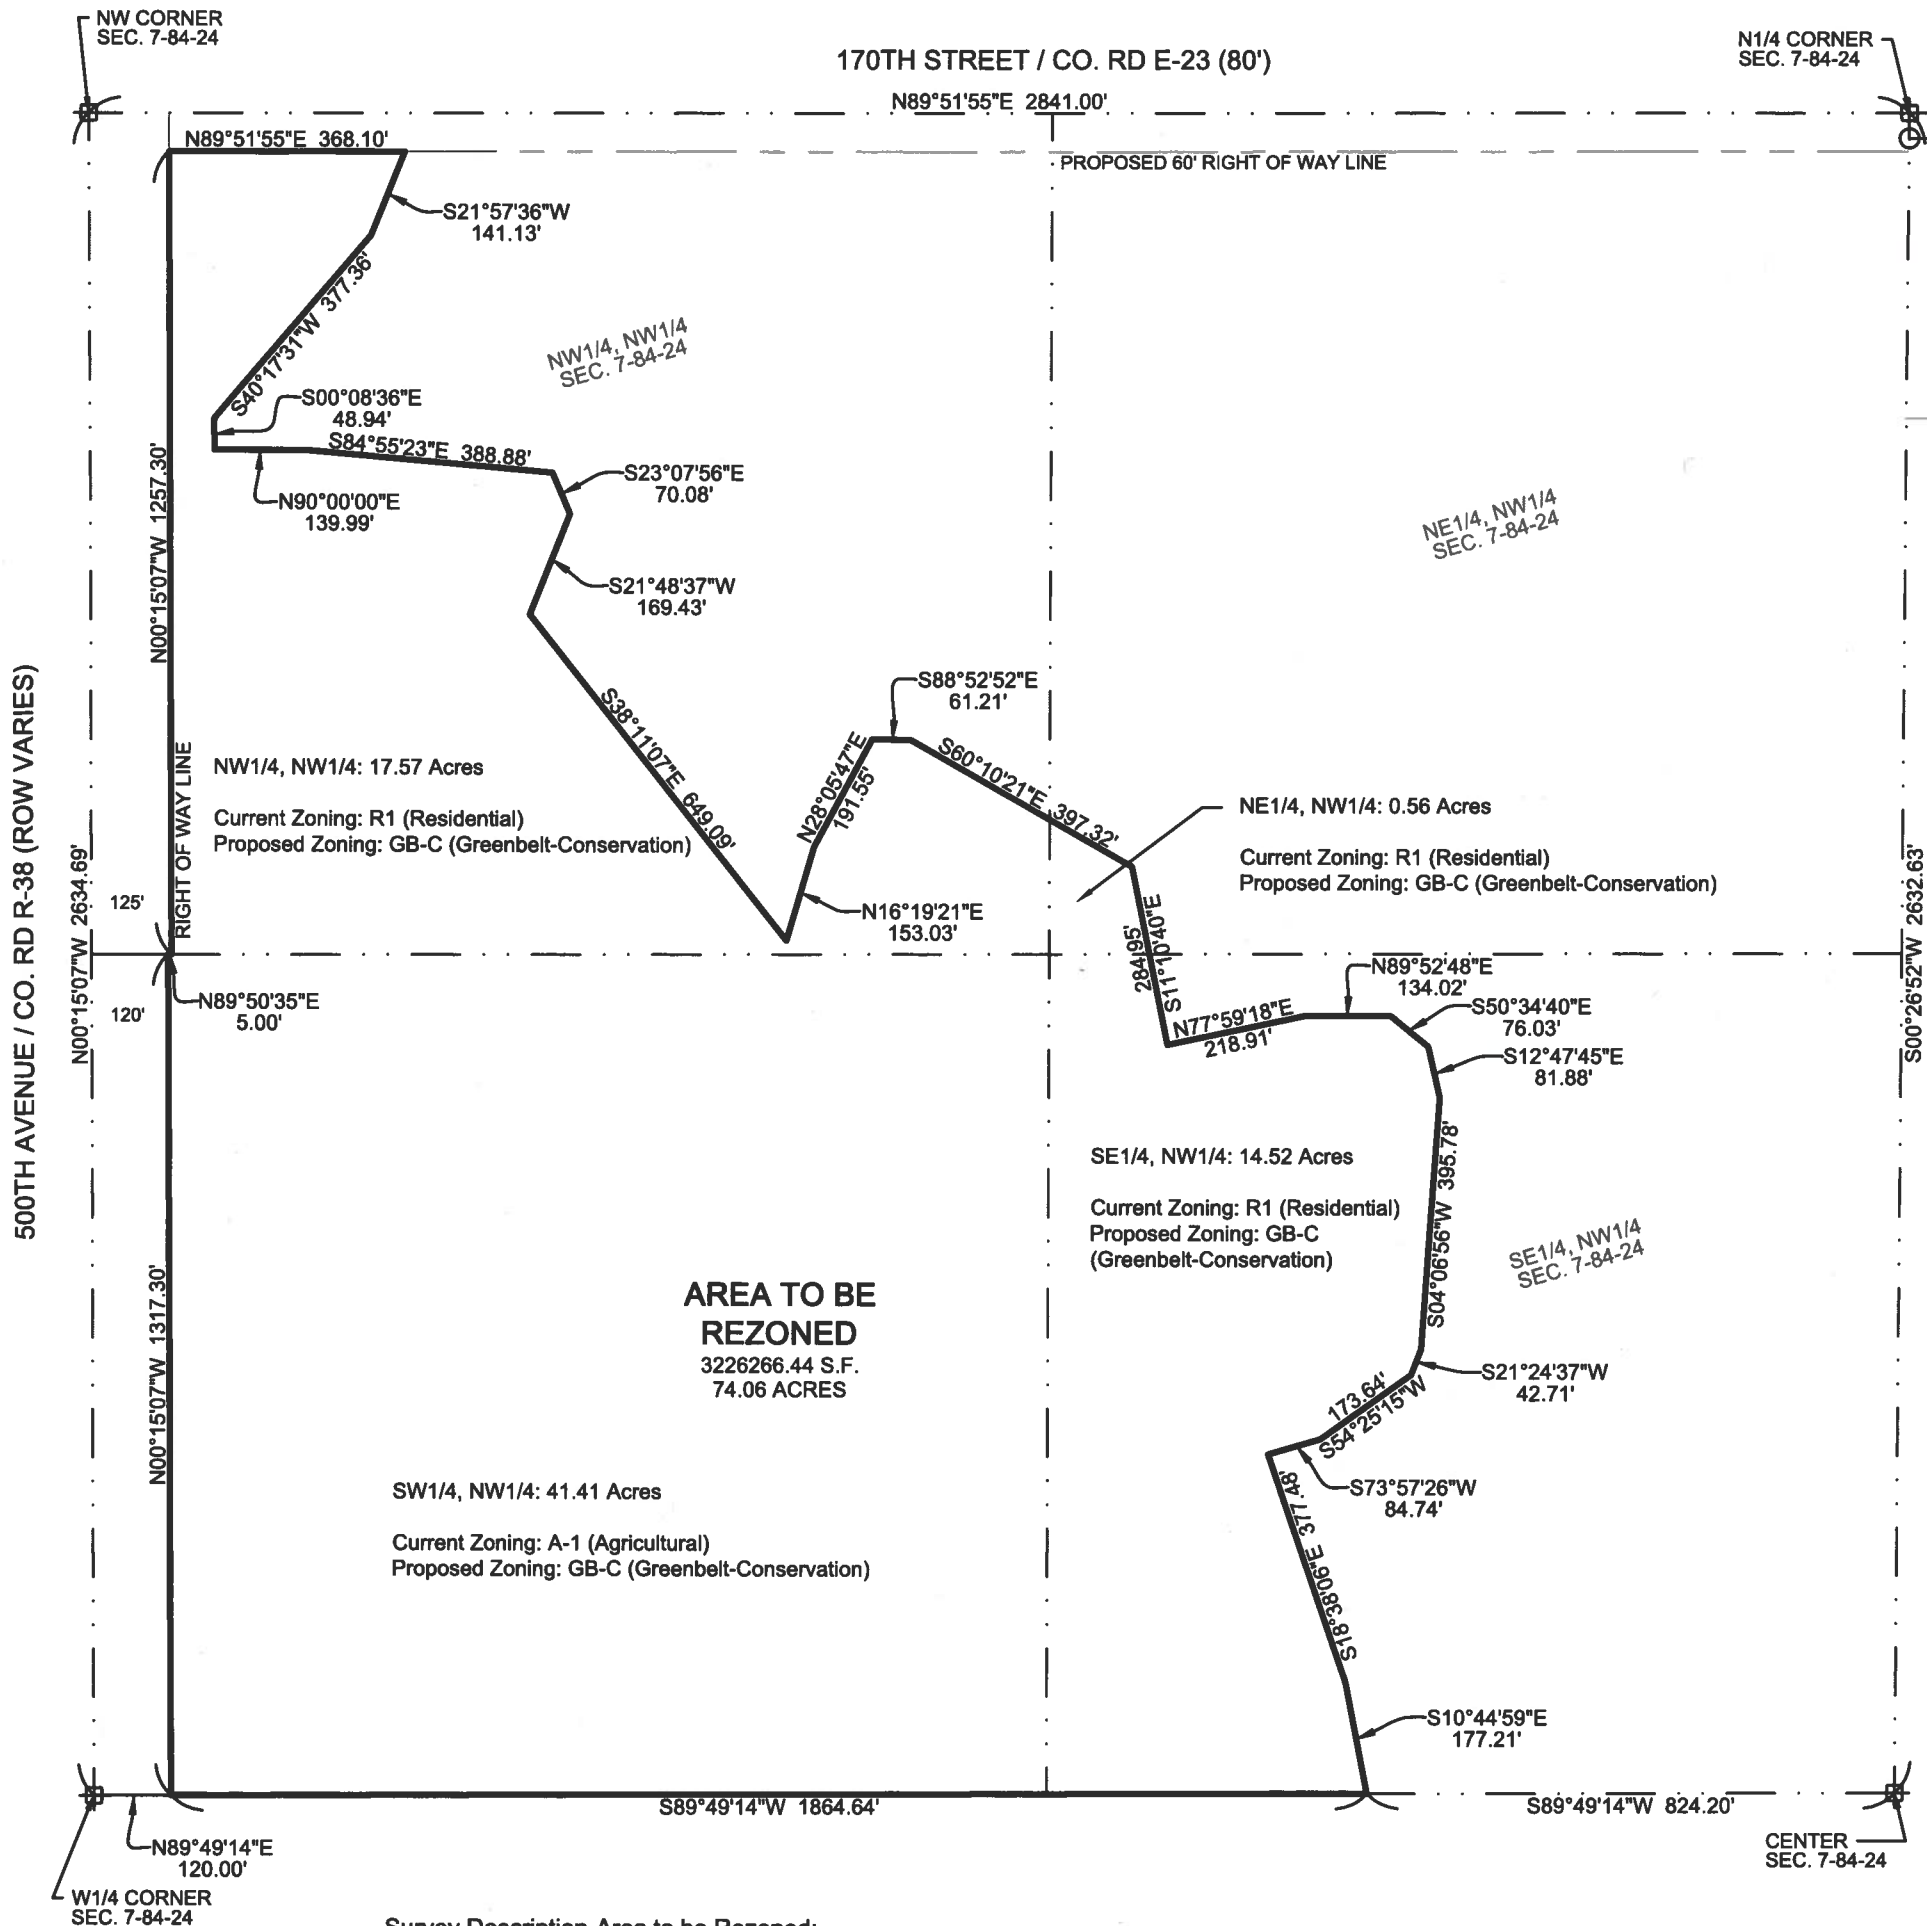 NW CORNER
SEC. 7-84-24
170TH STREET / CO. RD E-23 (80')
N1/4 CORNER
SEC. 7-84-24
N89°51'55"E 2841.00'
N89°51'55"E 368.10'
PROPOSED 60' RIGHT OF WAY LINE
S21°57'36"W
141.13'
S40°17'31"W 377.36'
NW1/4, NW1/4
SEC. 7-84-24
S00°08'36"E
48.94'
S84°55'23"E 388.88'
N90°00'00"E
139.99'
S23°07'56"E
70.08'
S21°48'37"W
169.43'
N00°15'07"W 1257.30'
NE1/4, NW1/4
SEC. 7-84-24
S38°11'07"E 649.09'
S88°52'52"E
61.21'
N28°05'47"E
191.55'
S60°10'21"E 397.32'
RIGHT OF WAY LINE
NW1/4, NW1/4: 17.57 Acres
Current Zoning: R1 (Residential)
Proposed Zoning: GB-C (Greenbelt-Conservation)
NE1/4, NW1/4: 0.56 Acres
Current Zoning: R1 (Residential)
Proposed Zoning: GB-C (Greenbelt-Conservation)
500TH AVENUE / CO. RD R-38 (ROW VARIES)
N00°15'07"W 2634.69'
125'
120'
N16°19'21"E
153.03'
284.95'
S11°10'40"E
S00°26'52"W 2632.63'
N89°50'35"E
5.00'
N89°52'48"E
134.02'
N77°59'18"E
218.91'
S50°34'40"E
76.03'
S12°47'45"E
81.88'
SE1/4, NW1/4: 14.52 Acres
Current Zoning: R1 (Residential)
Proposed Zoning: GB-C
(Greenbelt-Conservation)
S04°06'56"W 395.78'
SE1/4, NW1/4
SEC. 7-84-24
AREA TO BE
REZONED
3226266.44 S.F.
74.06 ACRES
N00°15'07"W 1317.30'
S21°24'37"W
42.71'
173.64'
S54°25'15"W
S73°57'26"W
84.74'
SW1/4, NW1/4: 41.41 Acres
Current Zoning: A-1 (Agricultural)
Proposed Zoning: GB-C (Greenbelt-Conservation)
S18°38'06"E 377.48'
S10°44'59"E
177.21'
S89°49'14"W 1864.64'
S89°49'14"W 824.20'
N89°49'14"E
120.00'
CENTER
SEC. 7-84-24
W1/4 CORNER
SEC. 7-84-24
Survey Description-Area to be Rezoned: